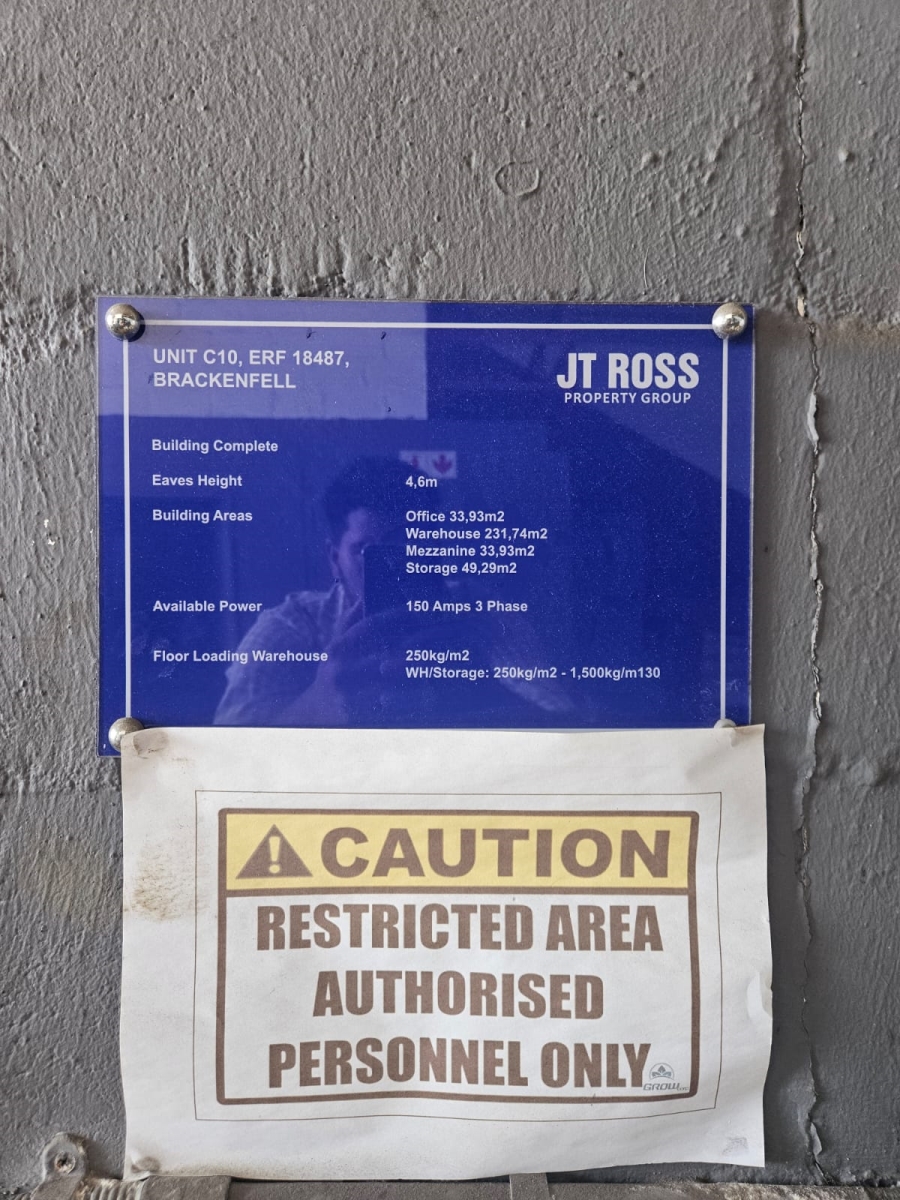 UNIT C10, ERF 18487,
BRACKENFELL
JT ROSS
PROPERTY GROUP
Building Complete
Eaves Height 4,6m
Building Areas Office 33,93m2
Warehouse 231,74m2
Mezzanine 33,93m2
Storage 49,29m2
Available Power 150 Amps 3 Phase
Floor Loading Warehouse 250kg/m2
WH/Storage: 250kg/m2 - 1,500kg/m130
CAUTION
RESTRICTED AREA
AUTHORISED
PERSONNEL ONLY
GROW